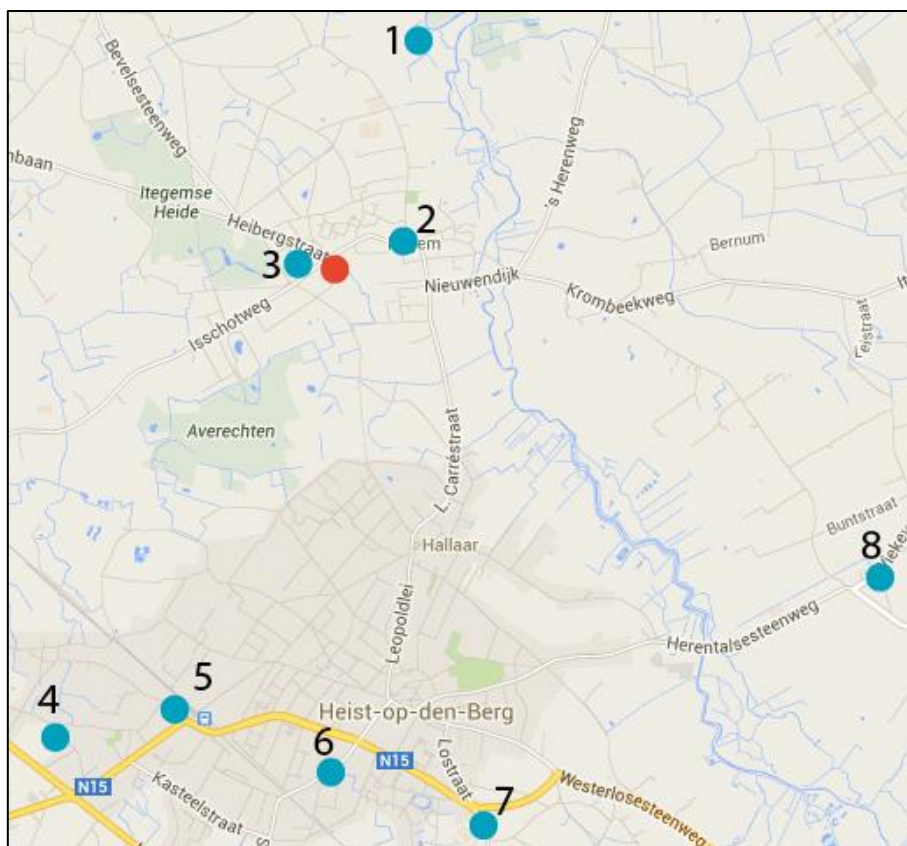 1
Bevelsesteenweg
nbaan
Itegemse
Heide
's Herenweg
Heibergstraat
2
3
Bernum
Nieuwendijk
Krombeekweg
Isschotweg
Averechten
L. Carréstraat
Hallaar
Buntstraat
8
Leopoldlei
Herentalsesteenweg
4
5
Heist-op-den-Berg
6
N15
Lostraat
N15
Kasteelstraat
Westerlosesteenweg
7